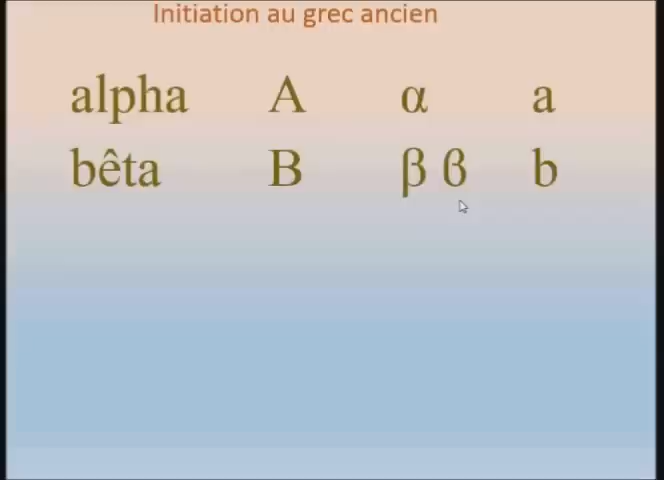 Initiation au grec ancien
alpha A α a
bêta B β ϐ b